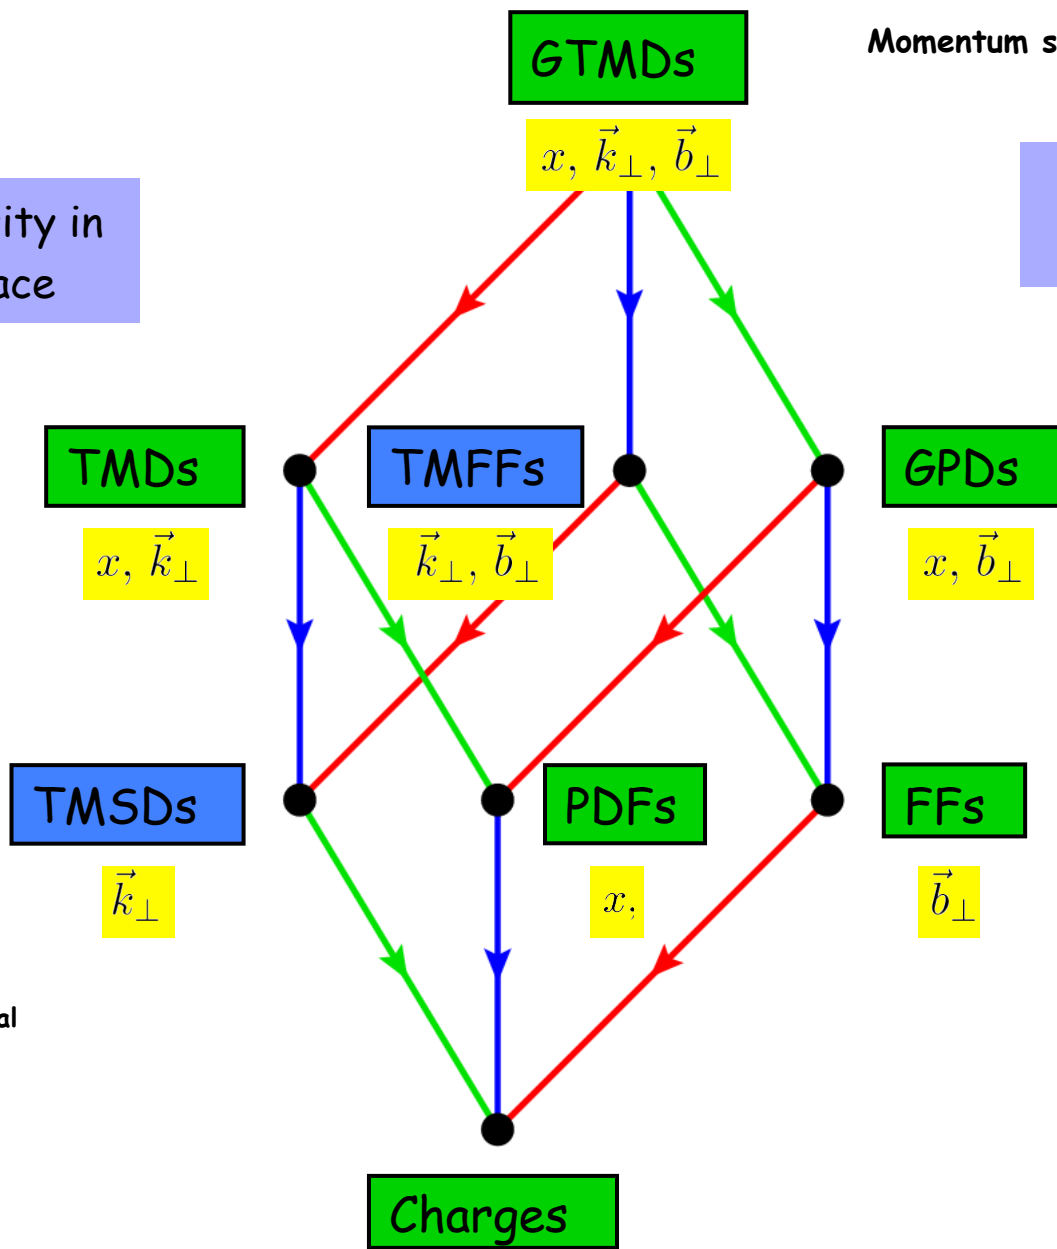 GTMDs
Momentum s
x, k⃗⊥, b⃗⊥
ity in
ace
TMDs
TMFFs
GPDs
x, k⃗⊥
k⃗⊥, b⃗⊥
x, b⃗⊥
TMSDs
PDFs
FFs
k⃗⊥
x,
b⃗⊥
al
Charges